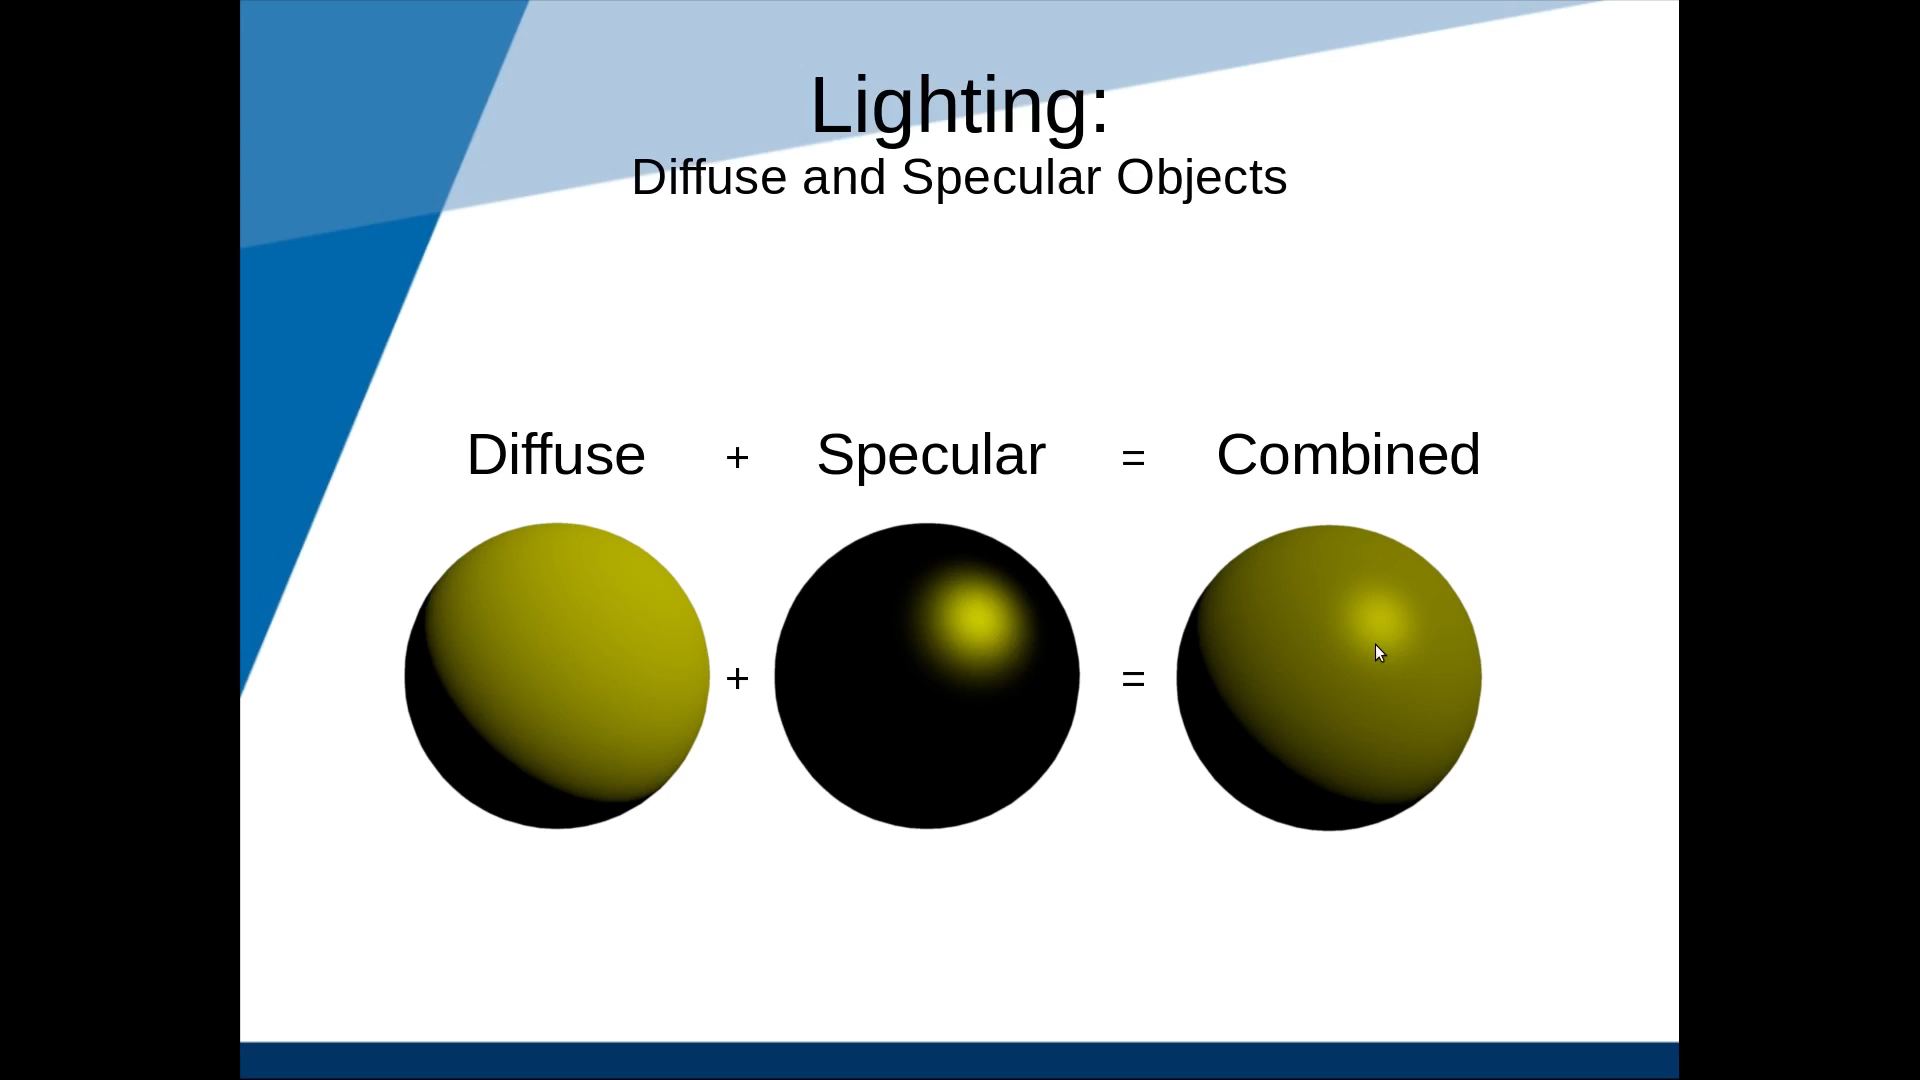 Lighting:
Diffuse and Specular Objects
Diffuse + Specular = Combined
+ =